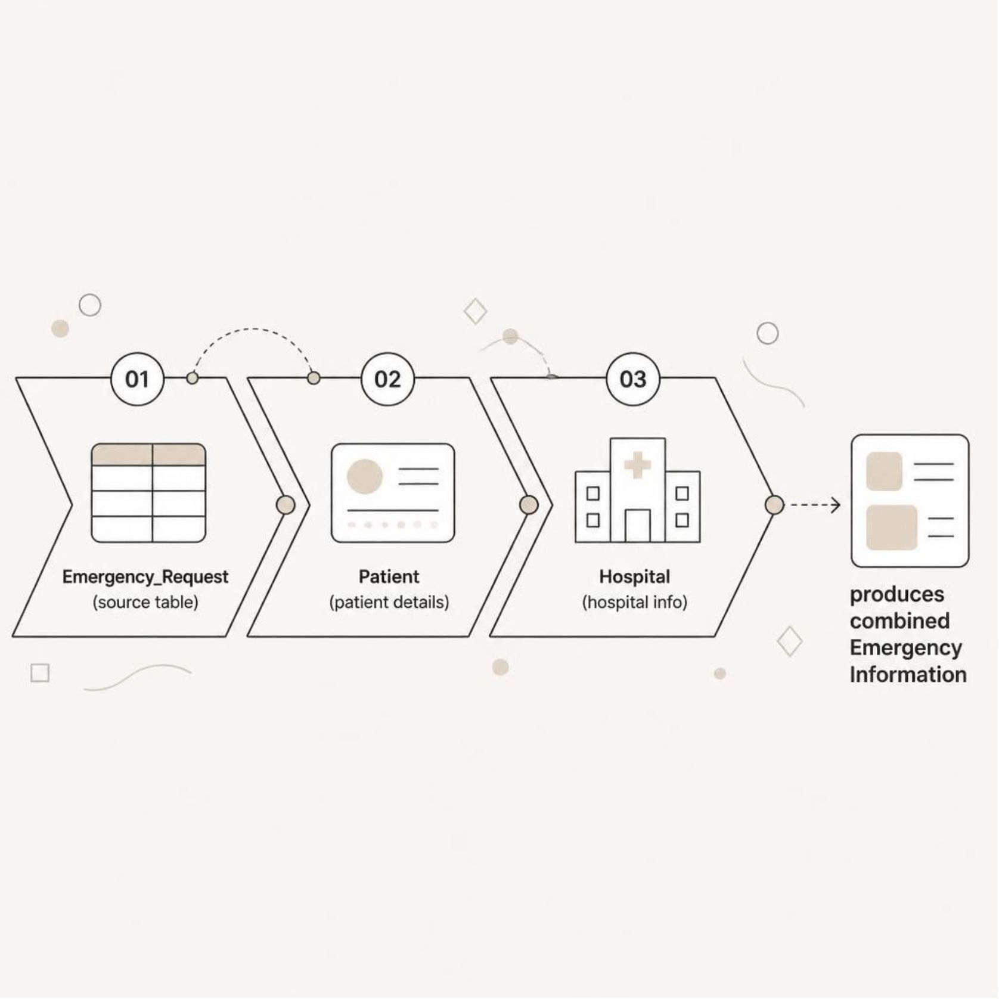 01
02
03
Emergency_Request
(source table)
Patient
(patient details)
Hospital
(hospital info)
produces
combined
Emergency
Information